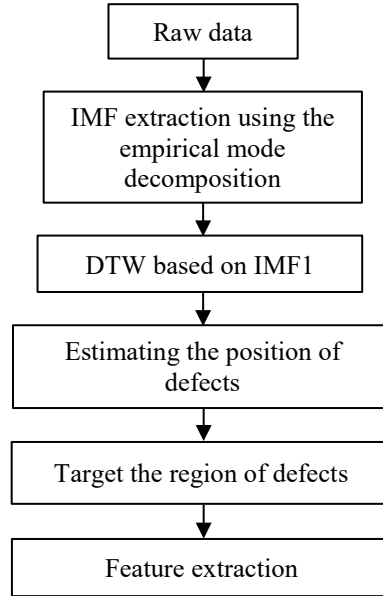 Raw data
IMF extraction using the
empirical mode
decomposition
DTW based on IMF1
Estimating the position of
defects
Target the region of defects
Feature extraction